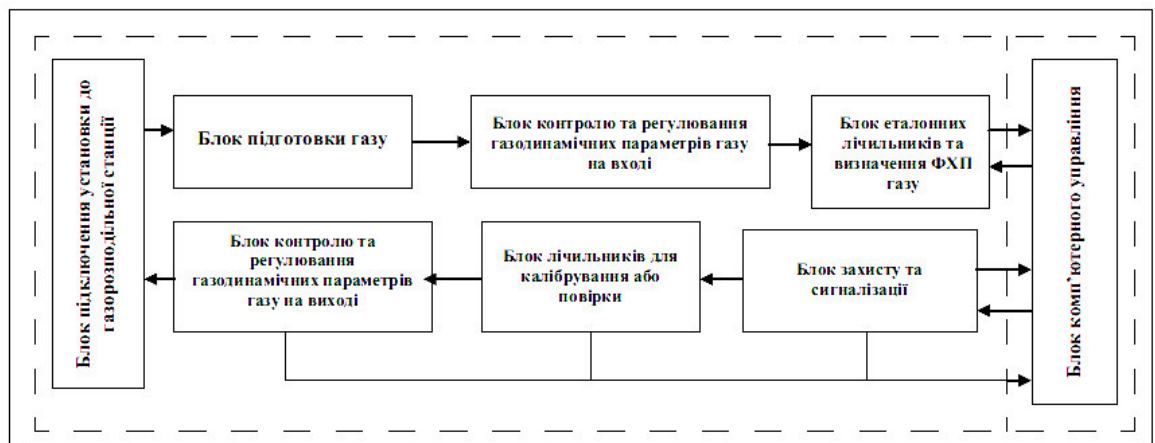 Блок підключення установки до
газорозподільної станції
Блок підготовки газу
Блок контролю та регулювання
газодинамічних параметрів газу
на вході
Блок еталонних
лічильників та
визначення ФХП
газу
Блок контролю та
регулювання
газодинамічних параметрів
газу на виході
Блок лічильників для
калібрування або
повірки
Блок захисту та
сигналізації
Блок комп’ютерного управління